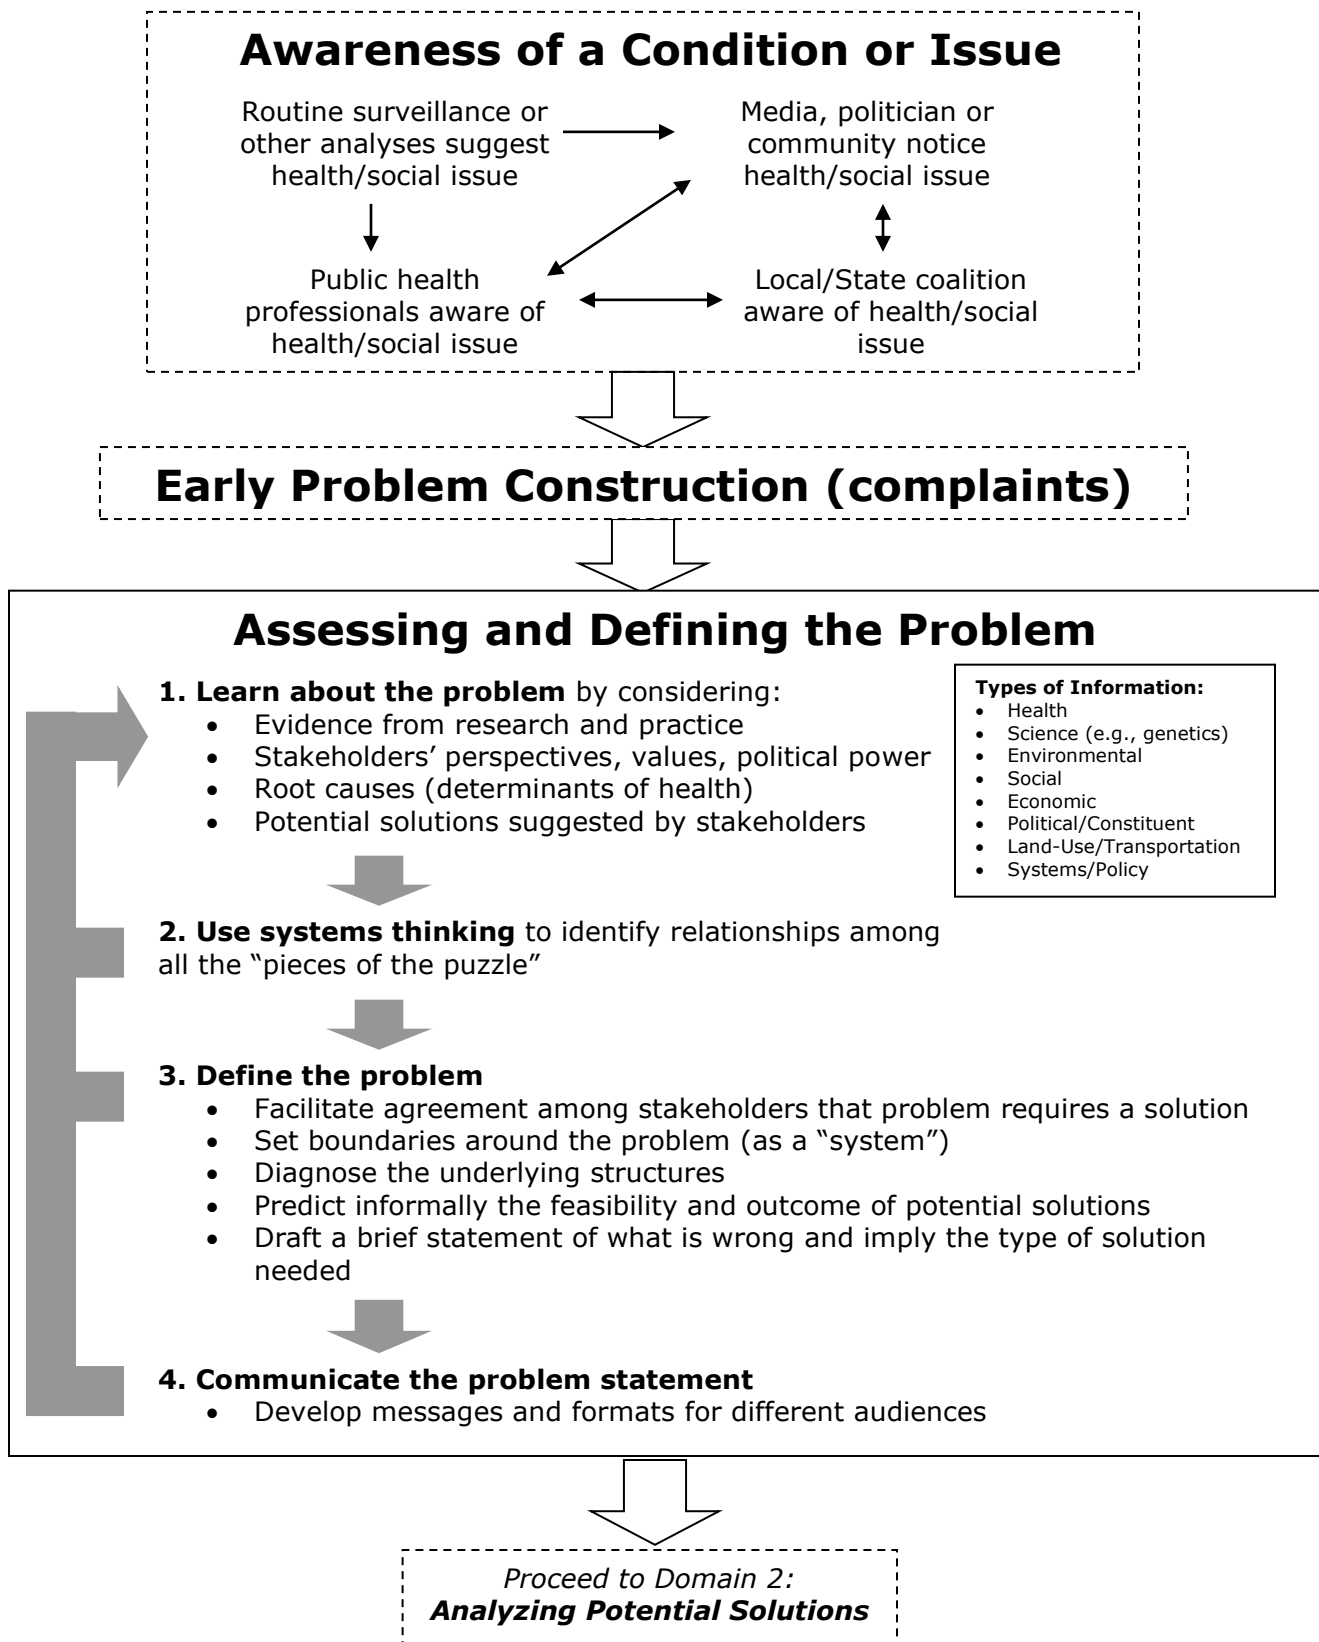 Awareness of a Condition or Issue
Routine surveillance or
other analyses suggest
health/social issue
Media, politician or
community notice
health/social issue
Public health
professionals aware of
health/social issue
Local/State coalition
aware of health/social
issue
Early Problem Construction (complaints)
Assessing and Defining the Problem
1. Learn about the problem by considering:
• Evidence from research and practice
• Stakeholders’ perspectives, values, political power
• Root causes (determinants of health)
• Potential solutions suggested by stakeholders
Types of Information:
• Health
• Science (e.g., genetics)
• Environmental
• Social
• Economic
• Political/Constituent
• Land-Use/Transportation
• Systems/Policy
2. Use systems thinking to identify relationships among
all the “pieces of the puzzle”
3. Define the problem
• Facilitate agreement among stakeholders that problem requires a solution
• Set boundaries around the problem (as a “system”)
• Diagnose the underlying structures
• Predict informally the feasibility and outcome of potential solutions
• Draft a brief statement of what is wrong and imply the type of solution
needed
4. Communicate the problem statement
• Develop messages and formats for different audiences
Proceed to Domain 2:
Analyzing Potential Solutions